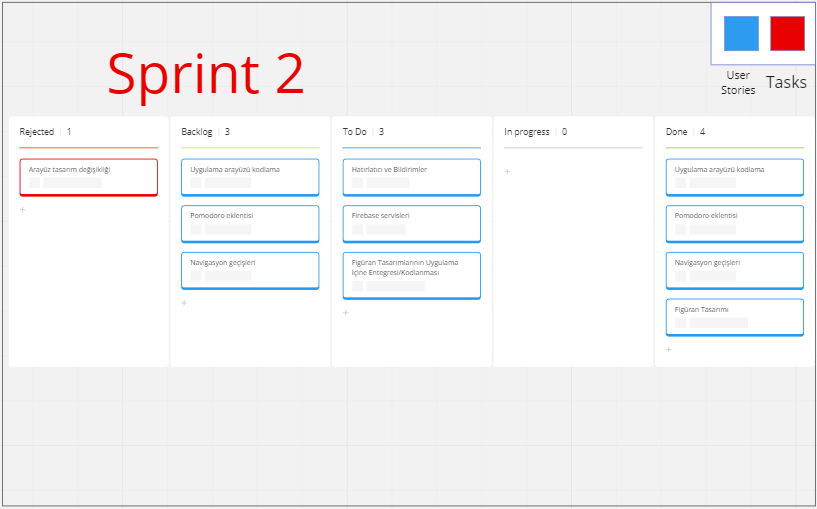 Sprint 2
User
Stories
Tasks
Rejected | 1
Arayüz tasarım değişikliği
+
Backlog | 3
Uygulama arayüzü kodlama
Pomodoro eklentisi
Navigasyon geçişleri
+
To Do | 3
Hatırlatıcı ve Bildirimler
Firebase servisleri
Figüran Tasarımlarının Uygulama
İçine Entegresi/Kodlanması
+
In progress | 0
+
Done | 4
Uygulama arayüzü kodlama
Pomodoro eklentisi
Navigasyon geçişleri
Figüran Tasarımı
+